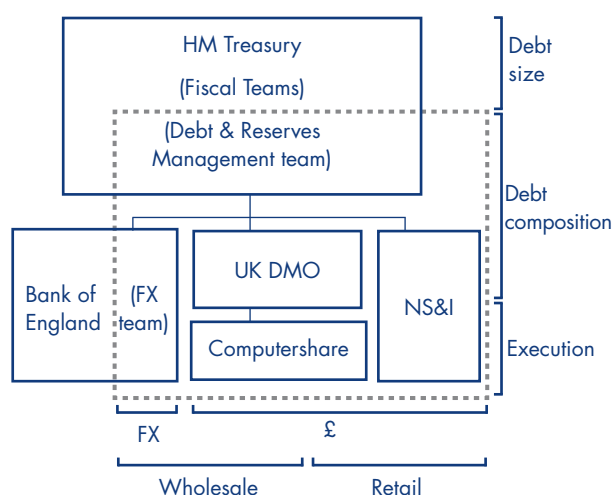 HM Treasury
(Fiscal Teams)
(Debt & Reserves
Management team)
Debt
size
Debt
composition
Bank of
England
(FX
team)
UK DMO
NS&I
Computershare
Execution
FX
£
Wholesale
Retail